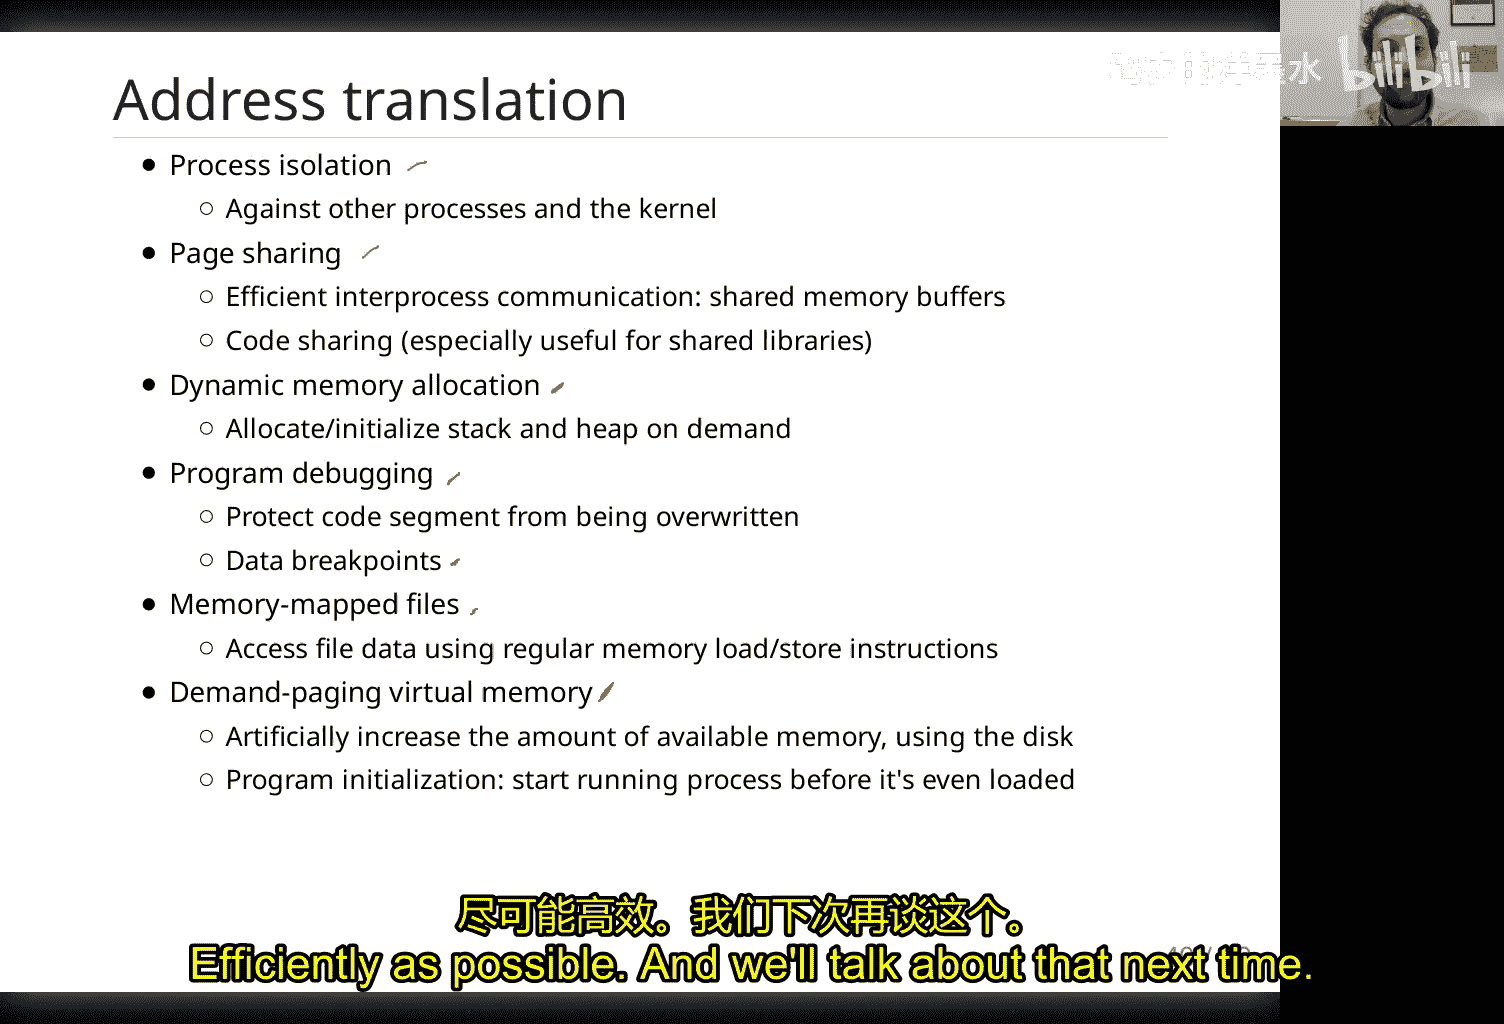 水 bilibili
Address translation
Process isolation
Against other processes and the kernel
Page sharing
Efficient interprocess communication: shared memory buffers
Code sharing (especially useful for shared libraries)
Dynamic memory allocation
Allocate/initialize stack and heap on demand
Program debugging
Protect code segment from being overwritten
Data breakpoints
Memory-mapped files
Access file data using regular memory load/store instructions
Demand-paging virtual memory
Artificially increase the amount of available memory, using the disk
Program initialization: start running process before it's even loaded
尽可能高效。我们下次再谈这个。
Efficiently as possible. And we'll talk about that next time.